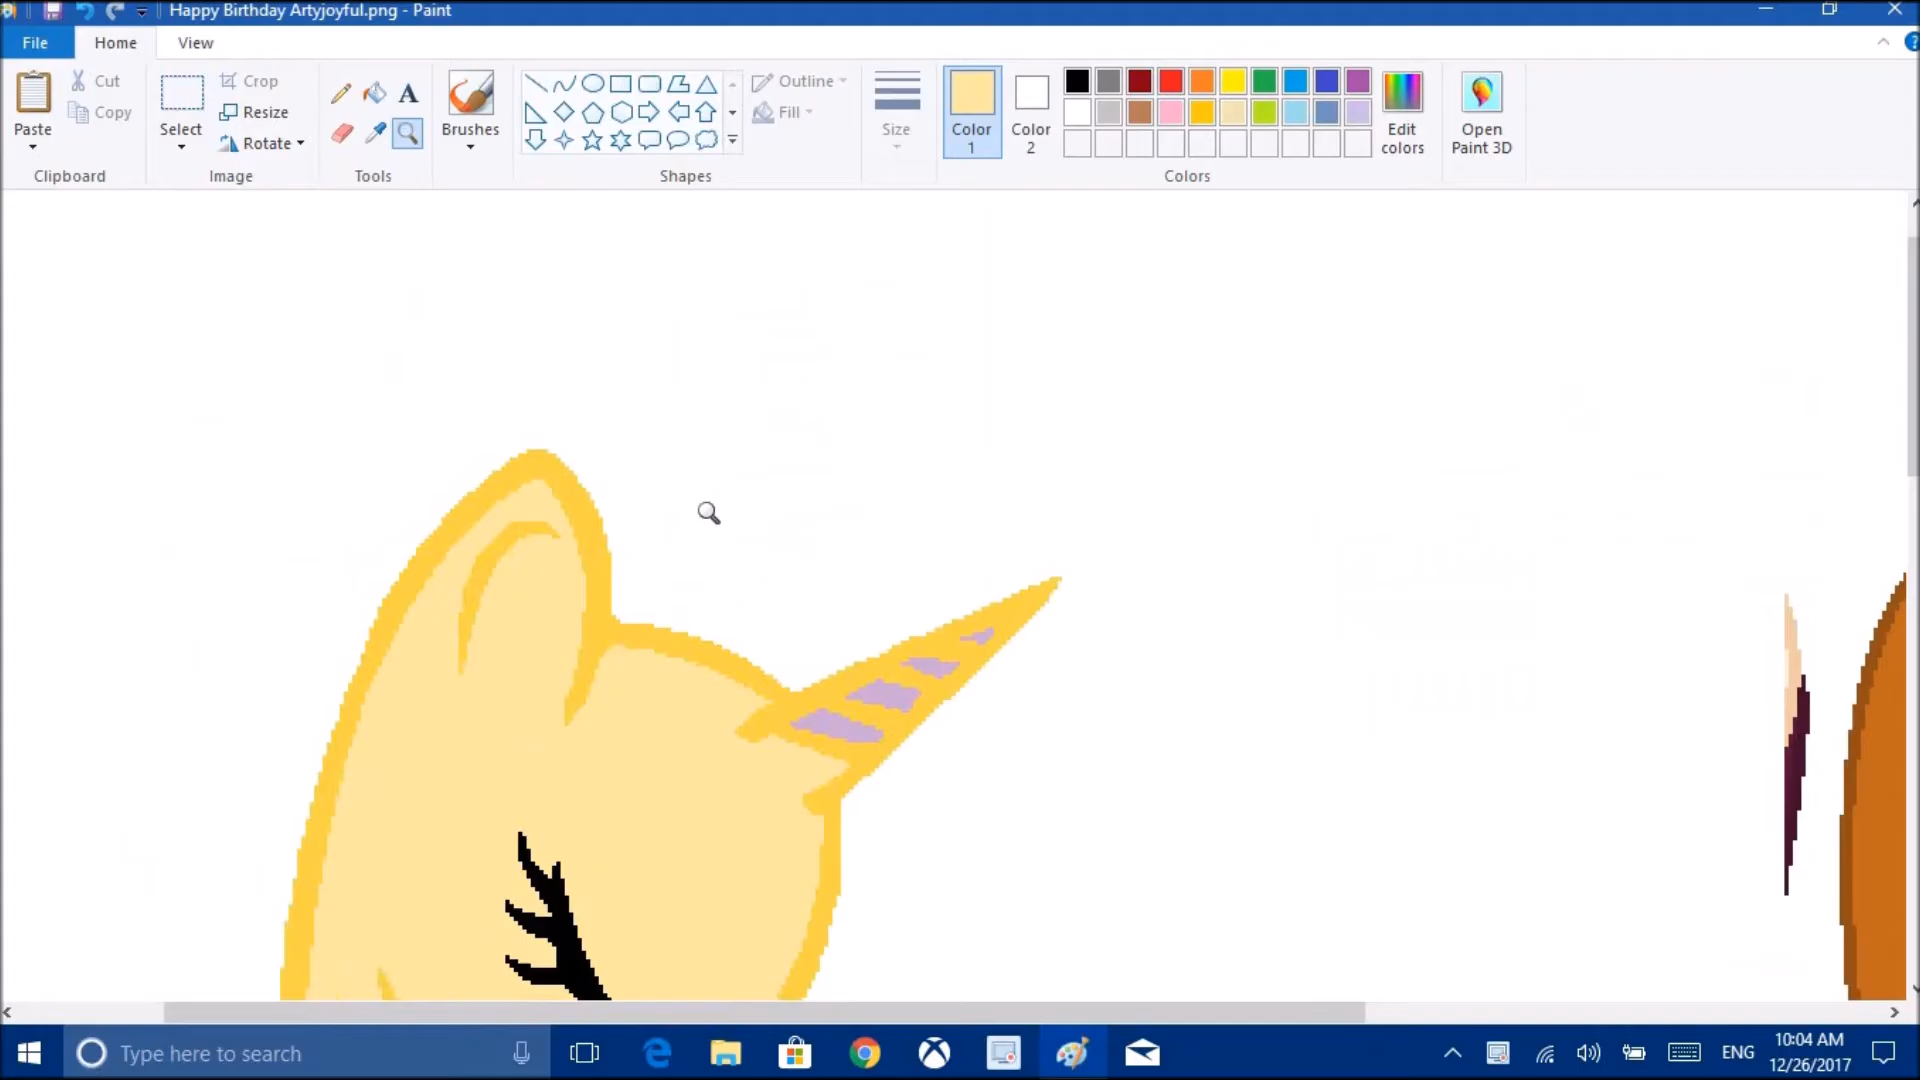 Happy Birthday Artyjoyful.png - Paint
File Home View
Paste
Cut
Copy
Clipboard
Select
Crop
Resize
Rotate
Image
A
Tools
Brushes
Outline
Fill
Shapes
Size
Color 1
Color 2
Edit colors
Colors
Open Paint 3D
Type here to search
ENG
10:04 AM
12/26/2017